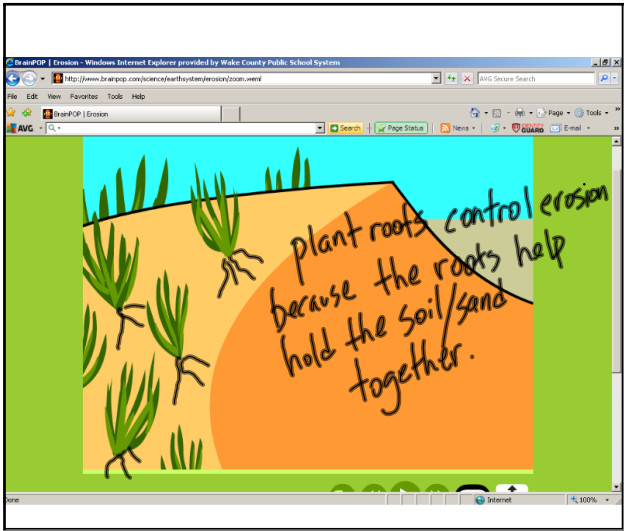 BrainPOP | Erosion - Windows Internet Explorer provided by Wake County Public School System
http://www.brainpop.com/science/earthsystem/erosion/zoom.weml
AVG Secure Search
File Edit View Favorites Tools Help
BrainPOP | Erosion
Page Tools
AVG Search Page Status News GUARD E-mail
plant roots control erosion
because the roots help
hold the soil/sand
together.
Done
Internet 100%